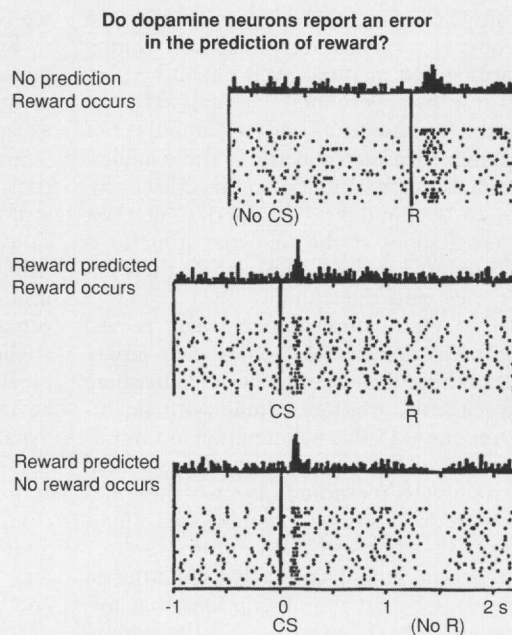 Do dopamine neurons report an error
in the prediction of reward?
No prediction
Reward occurs
(No CS) R
Reward predicted
Reward occurs
CS R
Reward predicted
No reward occurs
-1 0 1 2 s
CS (No R)